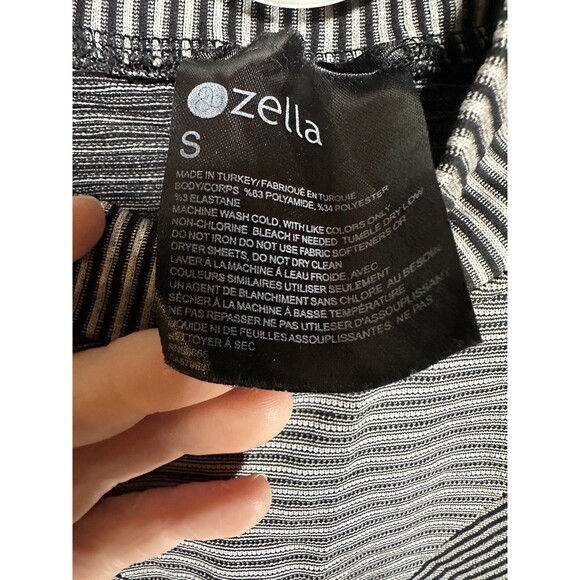 zella
S
MADE IN TURKEY/ FABRIQUÉ EN TURQUIE
BODY/CORPS %63 POLYAMIDE, %34 POLYESTER
%3 ELASTANE
MACHINE WASH COLD, WITH LIKE COLORS ONLY
NON-CHLORINE BLEACH IF NEEDED TUMBLE DRY LOW
DO NOT IRON DO NOT USE FABRIC SOFTENERS OR
DRYER SHEETS, DO NOT DRY CLEAN
LAVER À LA MACHINE À LEAU FROIDE, AVEC
COULEURS SIMILAIRES UTILISER SEULEMENT
UN AGENT DE BLANCHIMENT SANS CHLORE AU BESOIN
SÉCHER À LA MACHINE À BASSE TEMPÉRATURE
NE PAS REPASSER NE PAS UTILESER D'ASSOUPLISSANT
LIQUIDE NI DE FEUILLES ASSOUPLISSANTES, NE PAS
NETTOYER À SEC